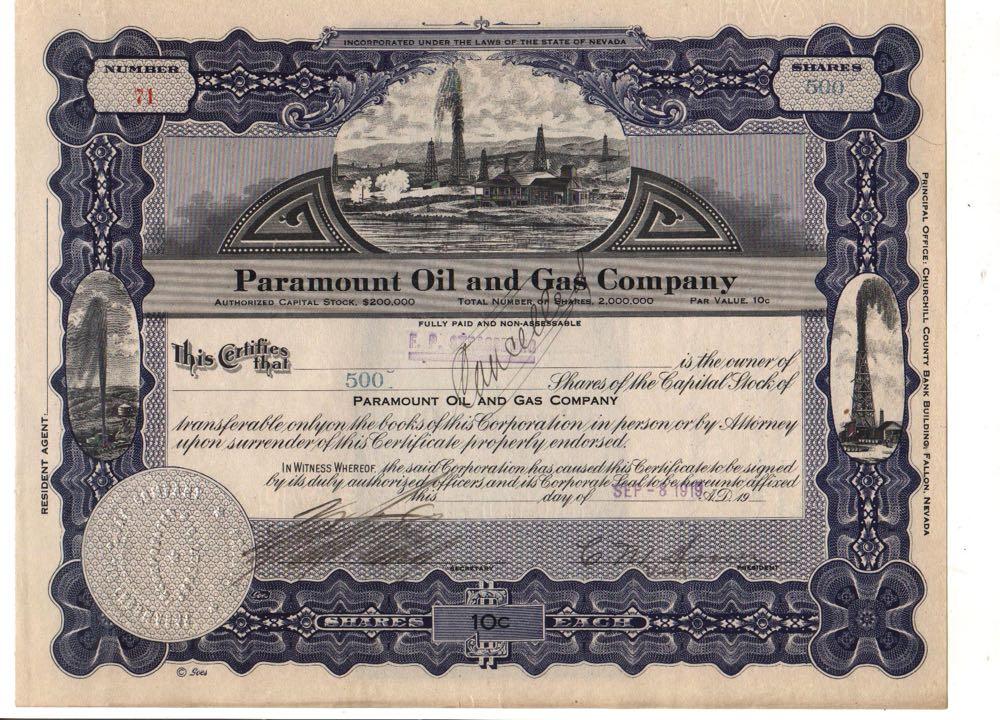 INCORPORATED UNDER THE LAWS OF THE STATE OF NEVADA
NUMBER
71
SHARES
500
Paramount Oil and Gas Company
AUTHORIZED CAPITAL STOCK, $200,000 TOTAL NUMBER OF SHARES, 2,000,000 PAR VALUE, 10c
FULLY PAID AND NON-ASSESSABLE
Cancelled
This Certifies that
is the owner of
500
Shares of the Capital Stock of
PARAMOUNT OIL AND GAS COMPANY
transferable only on the books of this Corporation in person or by Attorney
upon surrender of this Certificate properly endorsed.
IN WITNESS WHEREOF, the said Corporation has caused this Certificate to be signed
by its duly authorized officers and its Corporate Seal to be hereunto affixed
this day of SEP - 8 1919 A.D. 19
SECRETARY
PRESIDENT
SHARES 10c EACH
© Goes
RESIDENT AGENT:
PRINCIPAL OFFICE: CHURCHILL COUNTY BANK BUILDING, FALLON, NEVADA